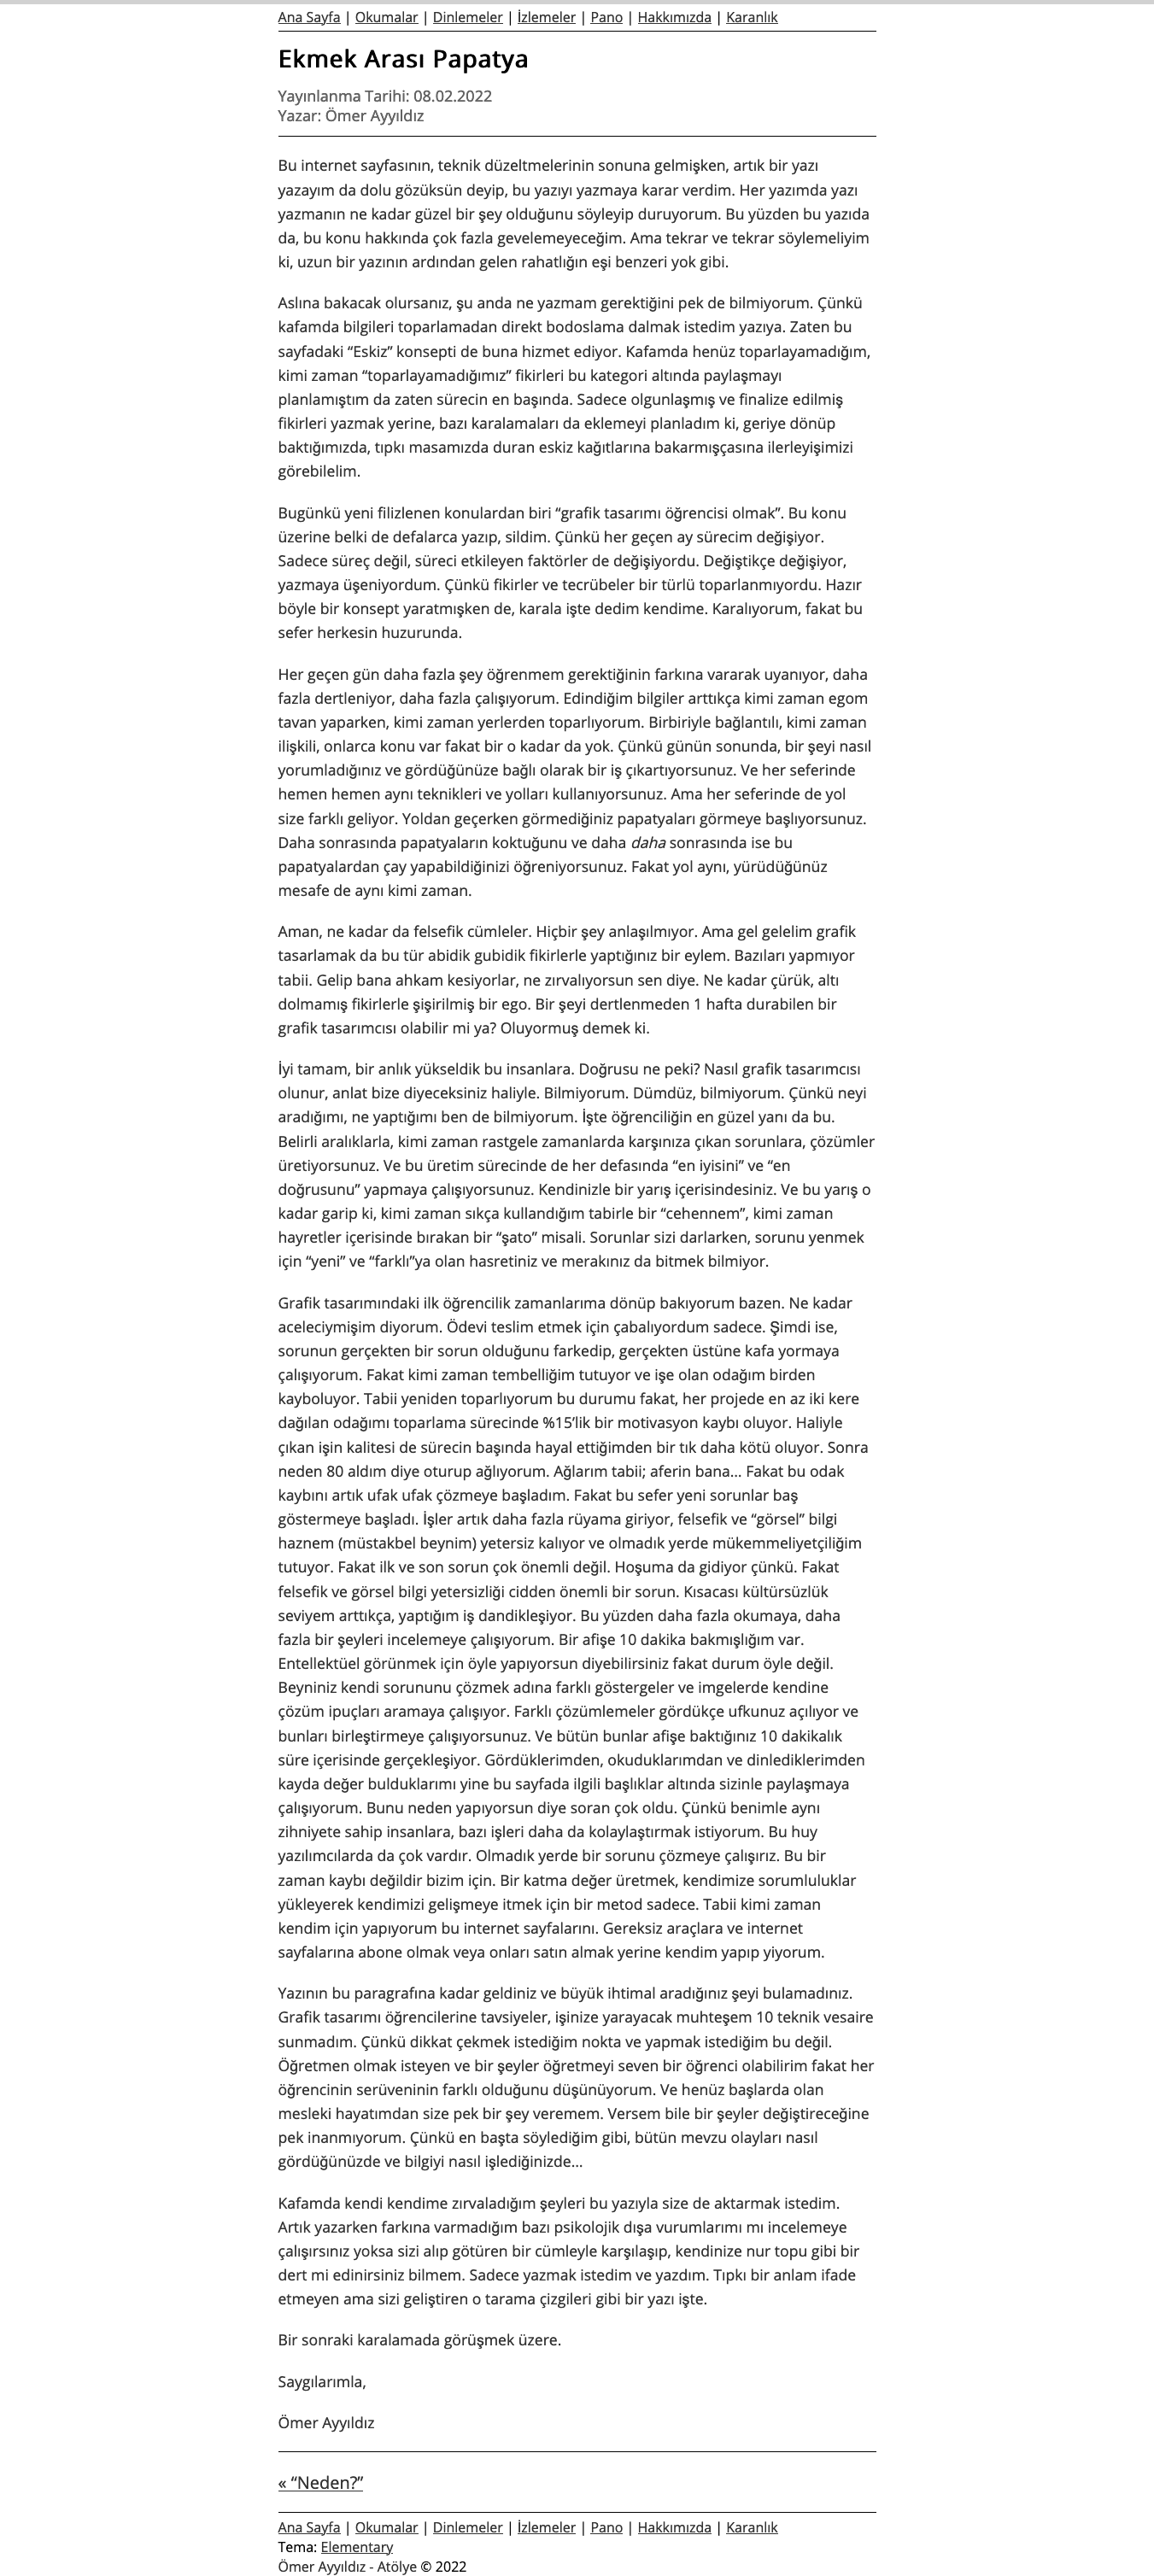 Ana Sayfa | Okumalar | Dinlemeler | İzlemeler | Pano | Hakkımızda | Karanlık
Ekmek Arası Papatya
Yayınlanma Tarihi: 08.02.2022
Yazar: Ömer Ayyıldız
Bu internet sayfasının, teknik düzeltmelerinin sonuna gelmişken, artık bir yazı
yazayım da dolu gözüksün deyip, bu yazıyı yazmaya karar verdim. Her yazımda yazı
yazmanın ne kadar güzel bir şey olduğunu söyleyip duruyorum. Bu yüzden bu yazıda
da, bu konu hakkında çok fazla gevelemeyeceğim. Ama tekrar ve tekrar söylemeliyim
ki, uzun bir yazının ardından gelen rahatlığın eşi benzeri yok gibi.
Aslına bakacak olursanız, şu anda ne yazmam gerektiğini pek de bilmiyorum. Çünkü
kafamda bilgileri toparlamadan direkt bodoslama dalmak istedim yazıya. Zaten bu
sayfadaki “Eskiz” konsepti de buna hizmet ediyor. Kafamda henüz toparlayamadığım,
kimi zaman “toparlayamadığımız” fikirleri bu kategori altında paylaşmayı
planlamıştım da zaten sürecin en başında. Sadece olgunlaşmış ve finalize edilmiş
fikirleri yazmak yerine, bazı karalamaları da eklemeyi planladım ki, geriye dönüp
baktığımızda, tıpkı masamızda duran eskiz kağıtlarına bakarmışçasına ilerleyişimizi
görebilelim.
Bugünkü yeni filizlenen konulardan biri “grafik tasarımı öğrencisi olmak”. Bu konu
üzerine belki de defalarca yazıp, sildim. Çünkü her geçen ay sürecim değişiyor.
Sadece süreç değil, süreci etkileyen faktörler de değişiyordu. Değiştikçe değişiyor,
yazmaya üşeniyordum. Çünkü fikirler ve tecrübeler bir türlü toparlanmıyordu. Hazır
böyle bir konsept yaratmışken de, karala işte dedim kendime. Karalıyorum, fakat bu
sefer herkesin huzurunda.
Her geçen gün daha fazla şey öğrenmem gerektiğinin farkına vararak uyanıyor, daha
fazla dertleniyor, daha fazla çalışıyorum. Edindiğim bilgiler arttıkça kimi zaman egom
tavan yaparken, kimi zaman yerlerden toparlıyorum. Birbiriyle bağlantılı, kimi zaman
ilişkili, onlarca konu var fakat bir o kadar da yok. Çünkü günün sonunda, bir şeyi nasıl
yorumladığınız ve gördüğünüze bağlı olarak bir iş çıkartıyorsunuz. Ve her seferinde
hemen hemen aynı teknikleri ve yolları kullanıyorsunuz. Ama her seferinde de yol
size farklı geliyor. Yoldan geçerken görmediğiniz papatyaları görmeye başlıyorsunuz.
Daha sonrasında papatyaların koktuğunu ve daha daha sonrasında ise bu
papatyalardan çay yapabildiğinizi öğreniyorsunuz. Fakat yol aynı, yürüdüğünüz
mesafe de aynı kimi zaman.
Aman, ne kadar da felsefik cümleler. Hiçbir şey anlaşılmıyor. Ama gel gelelim grafik
tasarlamak da bu tür abidik gubidik fikirlerle yaptığınız bir eylem. Bazıları yapmıyor
tabii. Gelip bana ahkam kesiyorlar, ne zırvalıyorsun sen diye. Ne kadar çürük, altı
dolmamış fikirlerle şişirilmiş bir ego. Bir şeyi dertlenmeden 1 hafta durabilen bir
grafik tasarımcısı olabilir mi ya? Oluyormuş demek ki.
İyi tamam, bir anlık yükseldik bu insanlara. Doğrusu ne peki? Nasıl grafik tasarımcısı
olunur, anlat bize diyeceksiniz haliyle. Bilmiyorum. Dümdüz, bilmiyorum. Çünkü neyi
aradığımı, ne yaptığımı ben de bilmiyorum. İşte öğrenciliğin en güzel yanı da bu.
Belirli aralıklarla, kimi zaman rastgele zamanlarda karşınıza çıkan sorunlara, çözümler
üretiyorsunuz. Ve bu üretim sürecinde de her defasında “en iyisini” ve “en
doğrusunu” yapmaya çalışıyorsunuz. Kendinizle bir yarış içerisindesiniz. Ve bu yarış o
kadar garip ki, kimi zaman sıkça kullandığım tabirle bir “cehennem”, kimi zaman
hayretler içerisinde bırakan bir “şato” misali. Sorunlar sizi darlarken, sorunu yenmek
için “yeni” ve “farklı”ya olan hasretiniz ve merakınız da bitmek bilmiyor.
Grafik tasarımındaki ilk öğrencilik zamanlarıma dönüp bakıyorum bazen. Ne kadar
aceleciymişim diyorum. Ödevi teslim etmek için çabalıyordum sadece. Şimdi ise,
sorunun gerçekten bir sorun olduğunu farkedip, gerçekten üstüne kafa yormaya
çalışıyorum. Fakat kimi zaman tembelliğim tutuyor ve işe olan odağım birden
kayboluyor. Tabii yeniden toparlıyorum bu durumu fakat, her projede en az iki kere
dağılan odağımı toparlama sürecinde %15’lik bir motivasyon kaybı oluyor. Haliyle
çıkan işin kalitesi de sürecin başında hayal ettiğimden bir tık daha kötü oluyor. Sonra
neden 80 aldım diye oturup ağlıyorum. Ağlarım tabii; aferin bana… Fakat bu odak
kaybını artık ufak ufak çözmeye başladım. Fakat bu sefer yeni sorunlar baş
göstermeye başladı. İşler artık daha fazla rüyama giriyor, felsefik ve “görsel” bilgi
haznem (müstakbel beynim) yetersiz kalıyor ve olmadık yerde mükemmeliyetçiliğim
tutuyor. Fakat ilk ve son sorun çok önemli değil. Hoşuma da gidiyor çünkü. Fakat
felsefik ve görsel bilgi yetersizliği cidden önemli bir sorun. Kısacası kültürsüzlük
seviyem arttıkça, yaptığım iş dandikleşiyor. Bu yüzden daha fazla okumaya, daha
fazla bir şeyleri incelemeye çalışıyorum. Bir afişe 10 dakika bakmışlığım var.
Entellektüel görünmek için öyle yapıyorsun diyebilirsiniz fakat durum öyle değil.
Beyniniz kendi sorununu çözmek adına farklı göstergeler ve imgelerde kendine
çözüm ipuçları aramaya çalışıyor. Farklı çözümlemeler gördükçe ufkunuz açılıyor ve
bunları birleştirmeye çalışıyorsunuz. Ve bütün bunlar afişe baktığınız 10 dakikalık
süre içerisinde gerçekleşiyor. Gördüklerimden, okuduklarımdan ve dinlediklerimden
kayda değer bulduklarımı yine bu sayfada ilgili başlıklar altında sizinle paylaşmaya
çalışıyorum. Bunu neden yapıyorsun diye soran çok oldu. Çünkü benimle aynı
zihniyete sahip insanlara, bazı işleri daha da kolaylaştırmak istiyorum. Bu huy
yazılımcılarda da çok vardır. Olmadık yerde bir sorunu çözmeye çalışırız. Bu bir
zaman kaybı değildir bizim için. Bir katma değer üretmek, kendimize sorumluluklar
yükleyerek kendimizi gelişmeye itmek için bir metod sadece. Tabii kimi zaman
kendim için yapıyorum bu internet sayfalarını. Gereksiz araçlara ve internet
sayfalarına abone olmak veya onları satın almak yerine kendim yapıp yiyorum.
Yazının bu paragrafına kadar geldiniz ve büyük ihtimal aradığınız şeyi bulamadınız.
Grafik tasarımı öğrencilerine tavsiyeler, işinize yarayacak muhteşem 10 teknik vesaire
sunmadım. Çünkü dikkat çekmek istediğim nokta ve yapmak istediğim bu değil.
Öğretmen olmak isteyen ve bir şeyler öğretmeyi seven bir öğrenci olabilirim fakat her
öğrencinin serüveninin farklı olduğunu düşünüyorum. Ve henüz başlarda olan
mesleki hayatımdan size pek bir şey veremem. Versem bile bir şeyler değiştireceğine
pek inanmıyorum. Çünkü en başta söylediğim gibi, bütün mevzu olayları nasıl
gördüğünüzde ve bilgiyi nasıl işlediğinizde…
Kafamda kendi kendime zırvaladığım şeyleri bu yazıyla size de aktarmak istedim.
Artık yazarken farkına varmadığım bazı psikolojik dışa vurumlarımı mı incelemeye
çalışırsınız yoksa sizi alıp götüren bir cümleyle karşılaşıp, kendinize nur topu gibi bir
dert mi edinirsiniz bilmem. Sadece yazmak istedim ve yazdım. Tıpkı bir anlam ifade
etmeyen ama sizi geliştiren o tarama çizgileri gibi bir yazı işte.
Bir sonraki karalamada görüşmek üzere.
Saygılarımla,
Ömer Ayyıldız
« “Neden?”
Ana Sayfa | Okumalar | Dinlemeler | İzlemeler | Pano | Hakkımızda | Karanlık
Tema: Elementary
Ömer Ayyıldız - Atölye © 2022